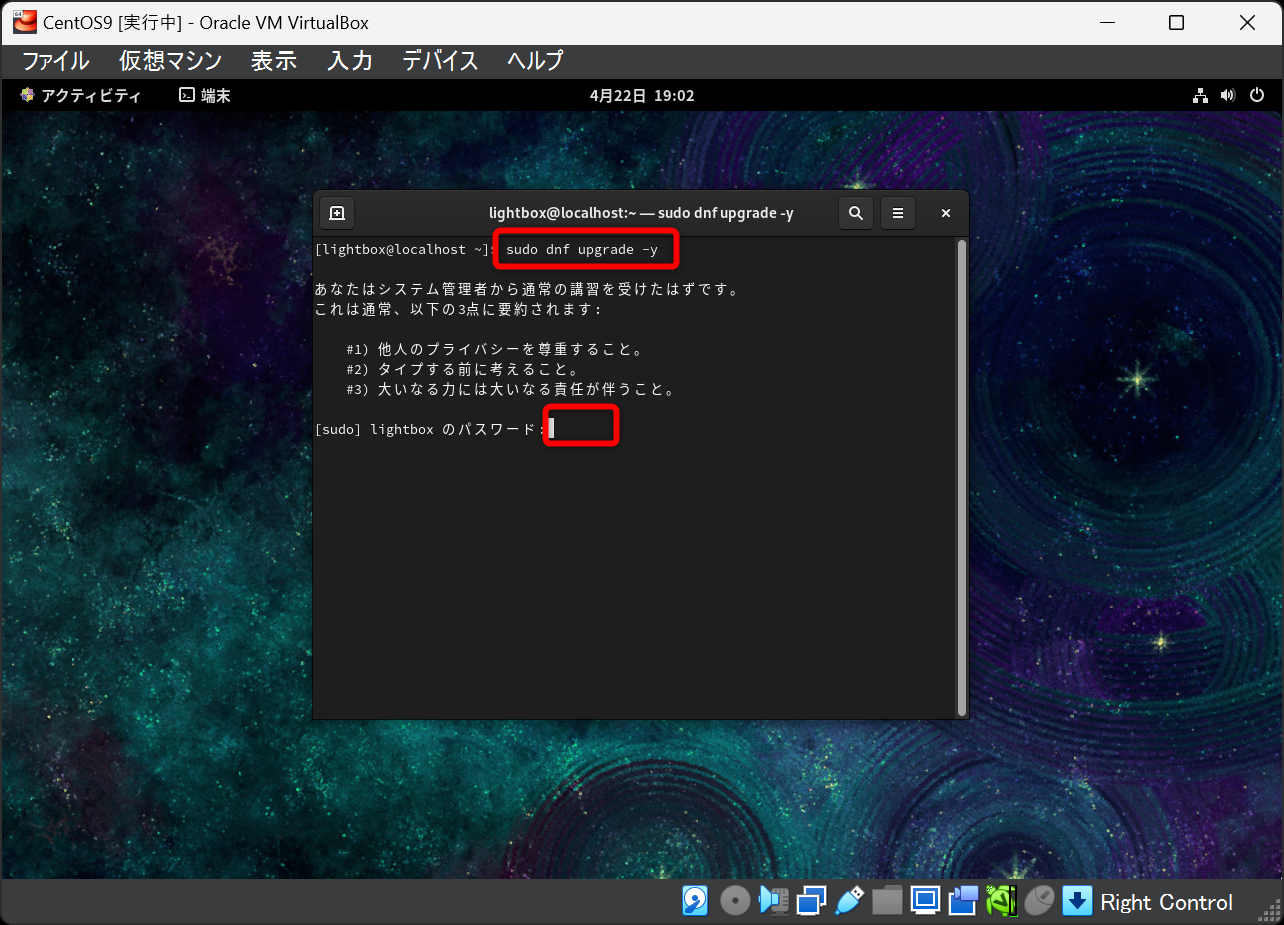 CentOS9 [実行中] - Oracle VM VirtualBox
ファイル 仮想マシン 表示 入力 デバイス ヘルプ
アクティビティ 端末 4月22日 19:02
lightbox@localhost:~ — sudo dnf upgrade -y
[lightbox@localhost ~]$ sudo dnf upgrade -y
あなたはシステム管理者から通常の講習を受けたはずです。
これは通常、以下の3点に要約されます:
#1) 他人のプライバシーを尊重すること。
#2) タイプする前に考えること。
#3) 大いなる力には大いなる責任が伴うこと。
[sudo] lightbox のパスワード:
Right Control